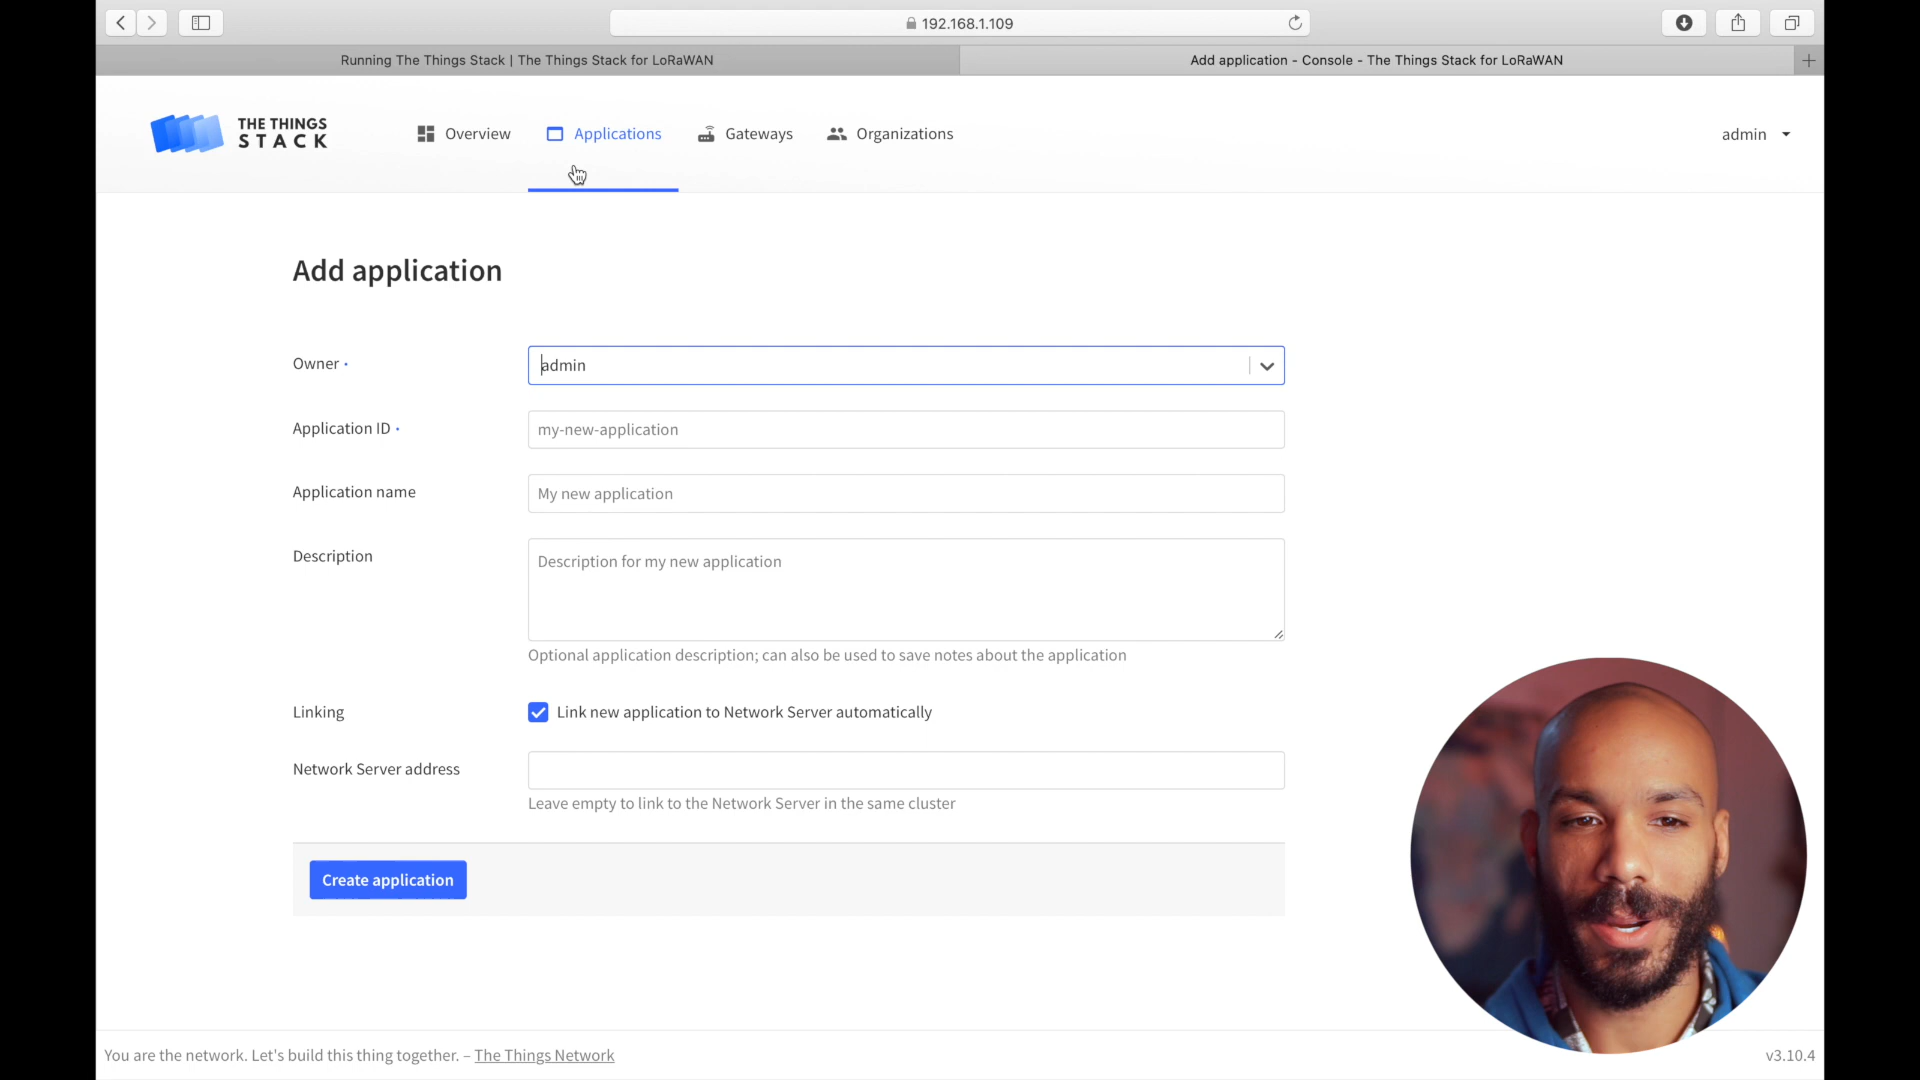 192.168.1.109
Running The Things Stack | The Things Stack for LoRaWAN
Add application - Console - The Things Stack for LoRaWAN
THE THINGS
STACK
Overview
Applications
Gateways
Organizations
admin
Add application
Owner
admin
Application ID
my-new-application
Application name
My new application
Description
Description for my new application
Optional application description; can also be used to save notes about the application
Linking
Link new application to Network Server automatically
Network Server address
Leave empty to link to the Network Server in the same cluster
Create application
You are the network. Let's build this thing together. – The Things Network
v3.10.4